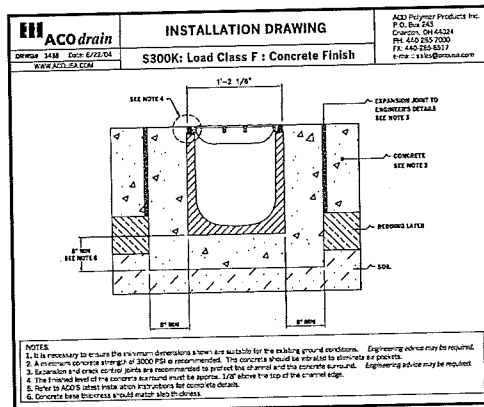 ACO drain
DRWG# 3438 Date: 6/22/04
WWW.ACOUSA.COM
INSTALLATION DRAWING
S300K: Load Class F : Concrete Finish
ACO Polymer Products Inc.
P.O. Box 245
Chardon, OH 44024
PH: 440-285-7000
FX: 440-285-8517
e-mail: sales@acousa.com
1'-2 1/8"
SEE NOTE 4
EXPANSION JOINT TO
ENGINEER'S DETAILS
SEE NOTE 3
CONCRETE
SEE NOTE 2
BEDDING LAYER
SOIL
8" MIN
SEE NOTE 6
8" MIN
8" MIN
NOTES:
1. It is necessary to ensure the minimum dimensions shown are suitable for the existing ground conditions. Engineering advice may be required.
2. A minimum concrete strength of 3000 PSI is recommended. The concrete should be vibrated to eliminate air pockets.
3. Expansion and crack control joints are recommended to protect the channel and the concrete surround. Engineering advice may be required.
4. The finished level of the concrete surround must be approx. 1/8" above the top of the channel edge.
5. Refer to ACO'S latest installation instructions for complete details.
6. Concrete base thickness should match slab thickness.